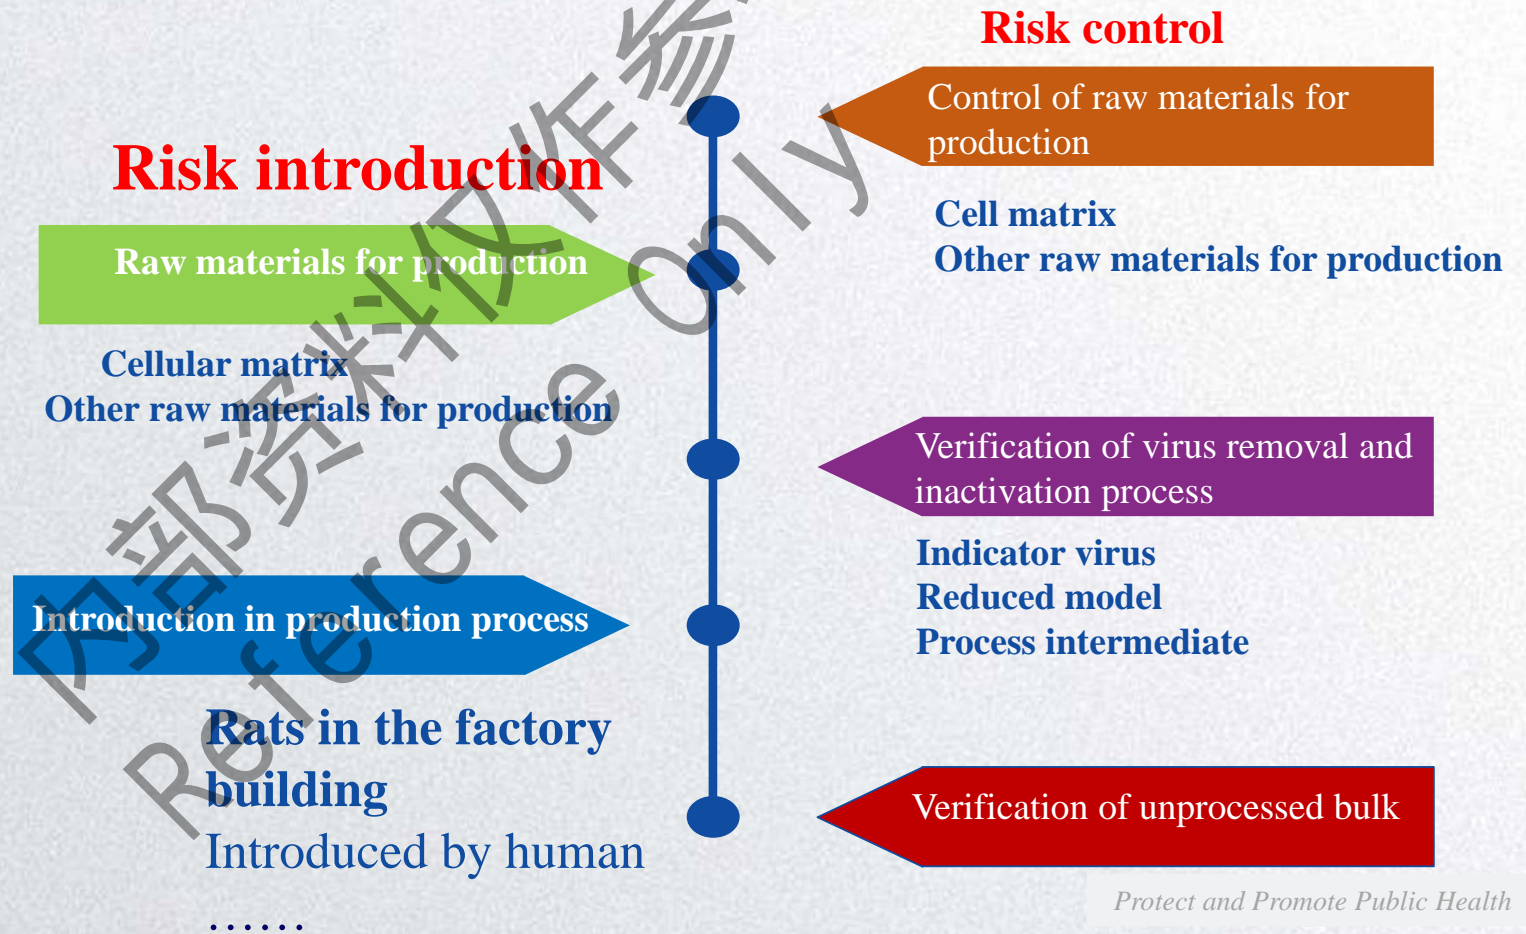 Risk control
Control of raw materials for
production
Cell matrix
Other raw materials for production
Verification of virus removal and
inactivation process
Indicator virus
Reduced model
Process intermediate
Verification of unprocessed bulk
Risk introduction
Raw materials for production
Cellular matrix
Other raw materials for production
Introduction in production process
Rats in the factory
building
Introduced by human
……
内部资料仅作参
Reference Only
Protect and Promote Public Health